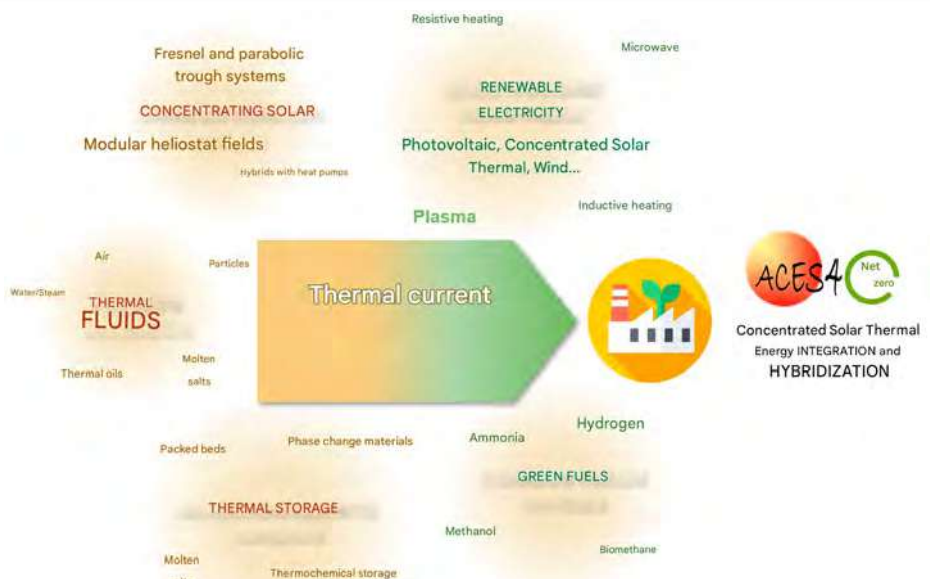 Resistive heating
Microwave
Fresnel and parabolic
trough systems
CONCENTRATING SOLAR
Modular heliostat fields
Hybrids with heat pumps
RENEWABLE
ELECTRICITY
Photovoltaic, Concentrated Solar
Thermal, Wind...
Inductive heating
Plasma
Air
Particles
Water/Steam
THERMAL
FLUIDS
Molten
salts
Thermal oils
Thermal current
ACES4
Net
zero
Concentrated Solar Thermal
Energy INTEGRATION and
HYBRIDIZATION
Packed beds
Phase change materials
THERMAL STORAGE
Molten
Thermochemical storage
Hydrogen
Ammonia
GREEN FUELS
Methanol
Biomethane